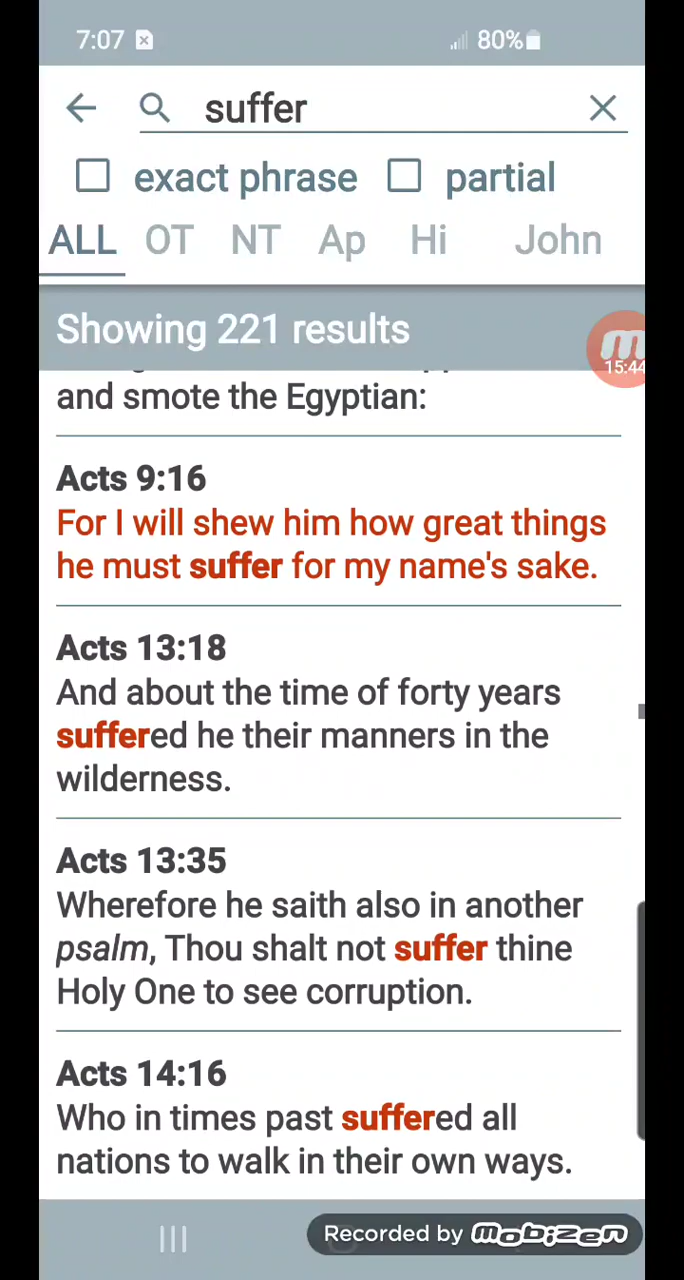 7:07
80%
suffer
exact phrase partial
ALL OT NT Ap Hi John
Showing 221 results
15:44
and smote the Egyptian:
Acts 9:16
For I will shew him how great things
he must suffer for my name's sake.
Acts 13:18
And about the time of forty years
suffered he their manners in the
wilderness.
Acts 13:35
Wherefore he saith also in another
psalm, Thou shalt not suffer thine
Holy One to see corruption.
Acts 14:16
Who in times past suffered all
nations to walk in their own ways.
Recorded by mobizen